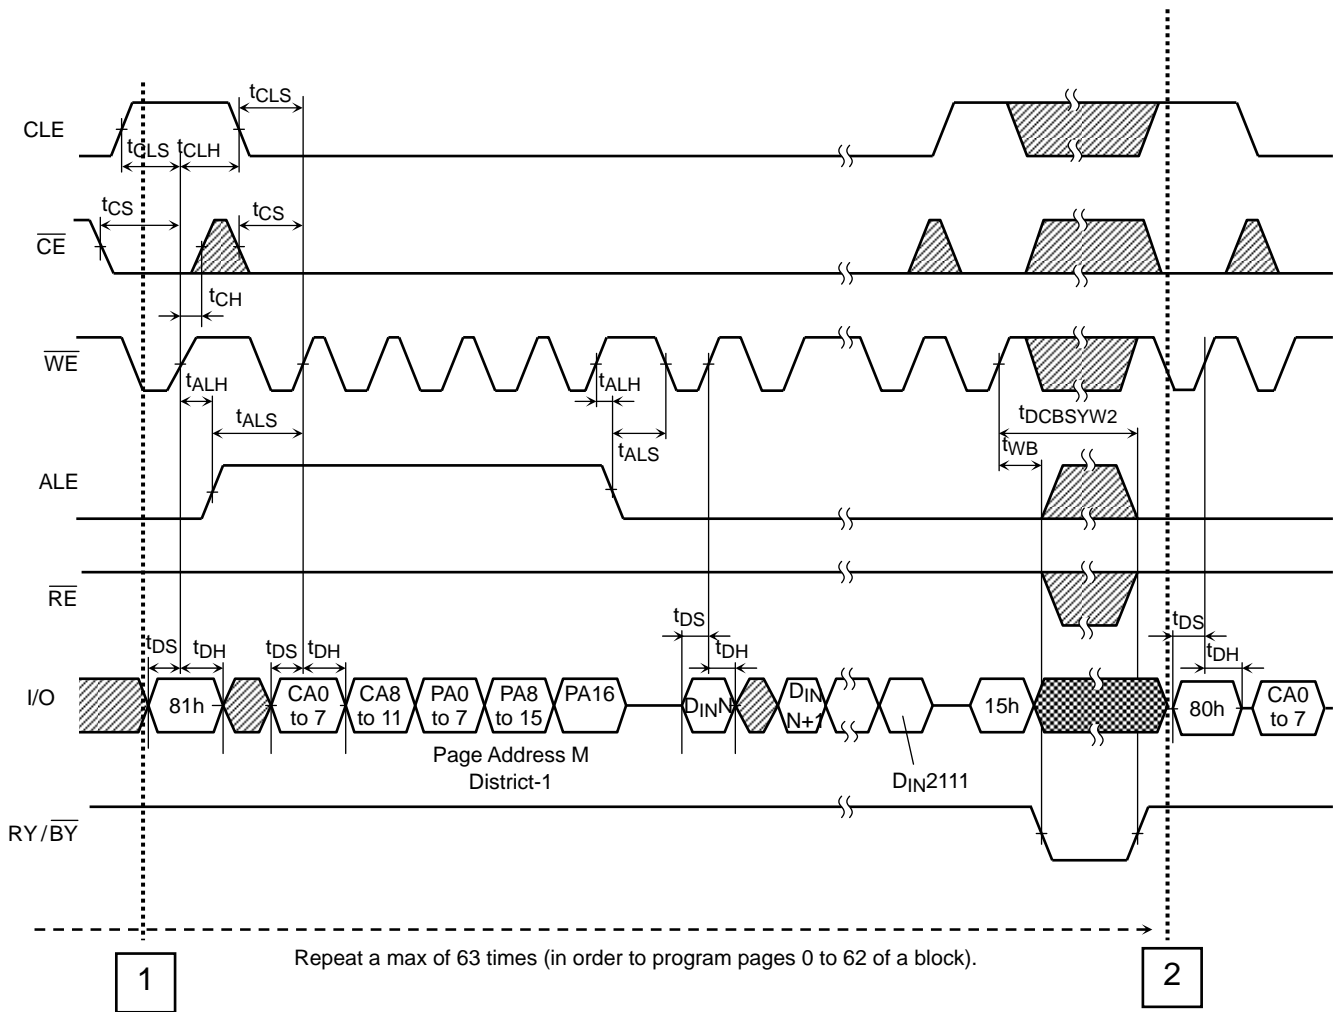 tCLS
CLE
tCLS tCLH
tCS tCS
CE
tCH
WE
tALH tALH
tDCBSYW2
tALS
tALS
tWB
ALE
RE
tDS tDH tDS tDH tDS tDH tDS tDH
I/O
81h
CA0 to 7
CA8 to 11
PA0 to 7
PA8 to 15
PA16
DINN
DIN N+1
15h
80h
CA0 to 7
Page Address M
District-1
DIN2111
RY/BY
Repeat a max of 63 times (in order to program pages 0 to 62 of a block).
1
2